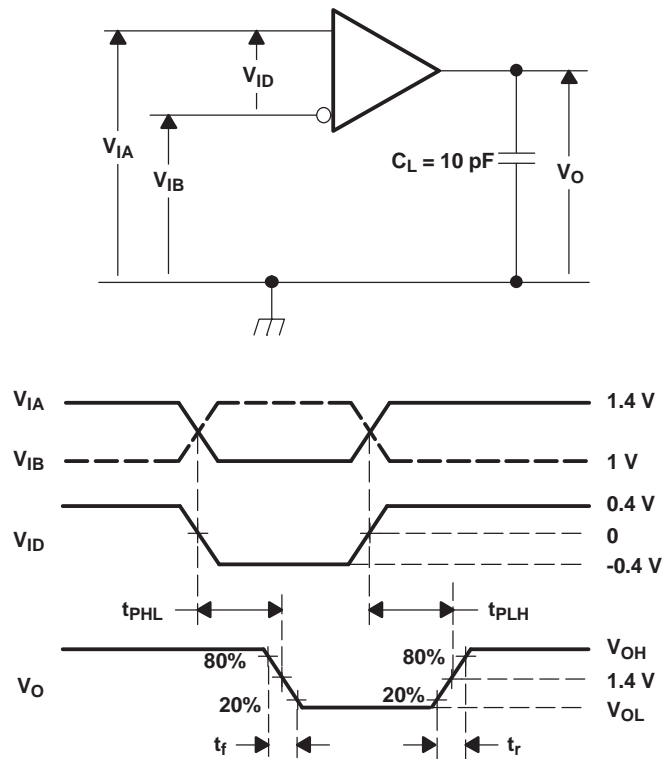 V_ID
V_IA
V_IB
C_L = 10 pF
V_O
V_IA
1.4 V
V_IB
1 V
0.4 V
V_ID
0
-0.4 V
t_PHL
t_PLH
V_OH
80%
80%
V_O
1.4 V
20%
20%
V_OL
t_f
t_r